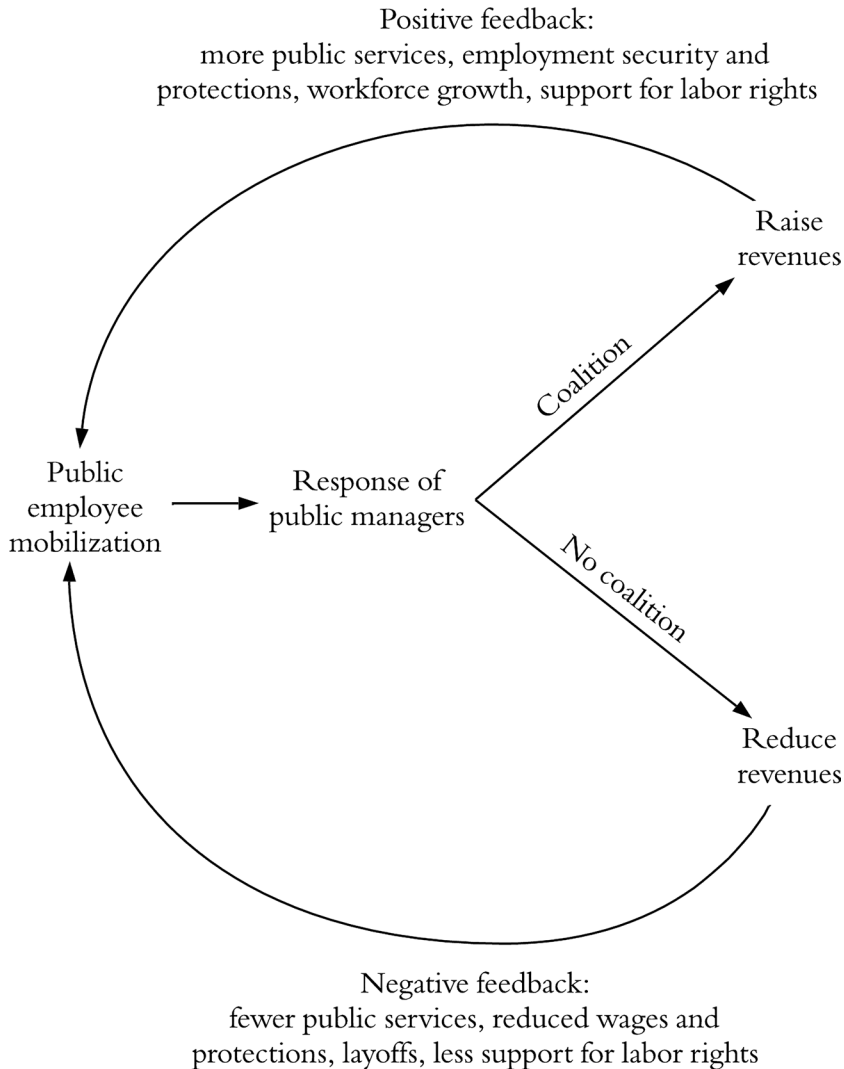 Positive feedback:
more public services, employment security and
protections, workforce growth, support for labor rights
Raise
revenues
Coalition
Public
employee
mobilization
Response of
public managers
No coalition
Reduce
revenues
Negative feedback:
fewer public services, reduced wages and
protections, layoffs, less support for labor rights